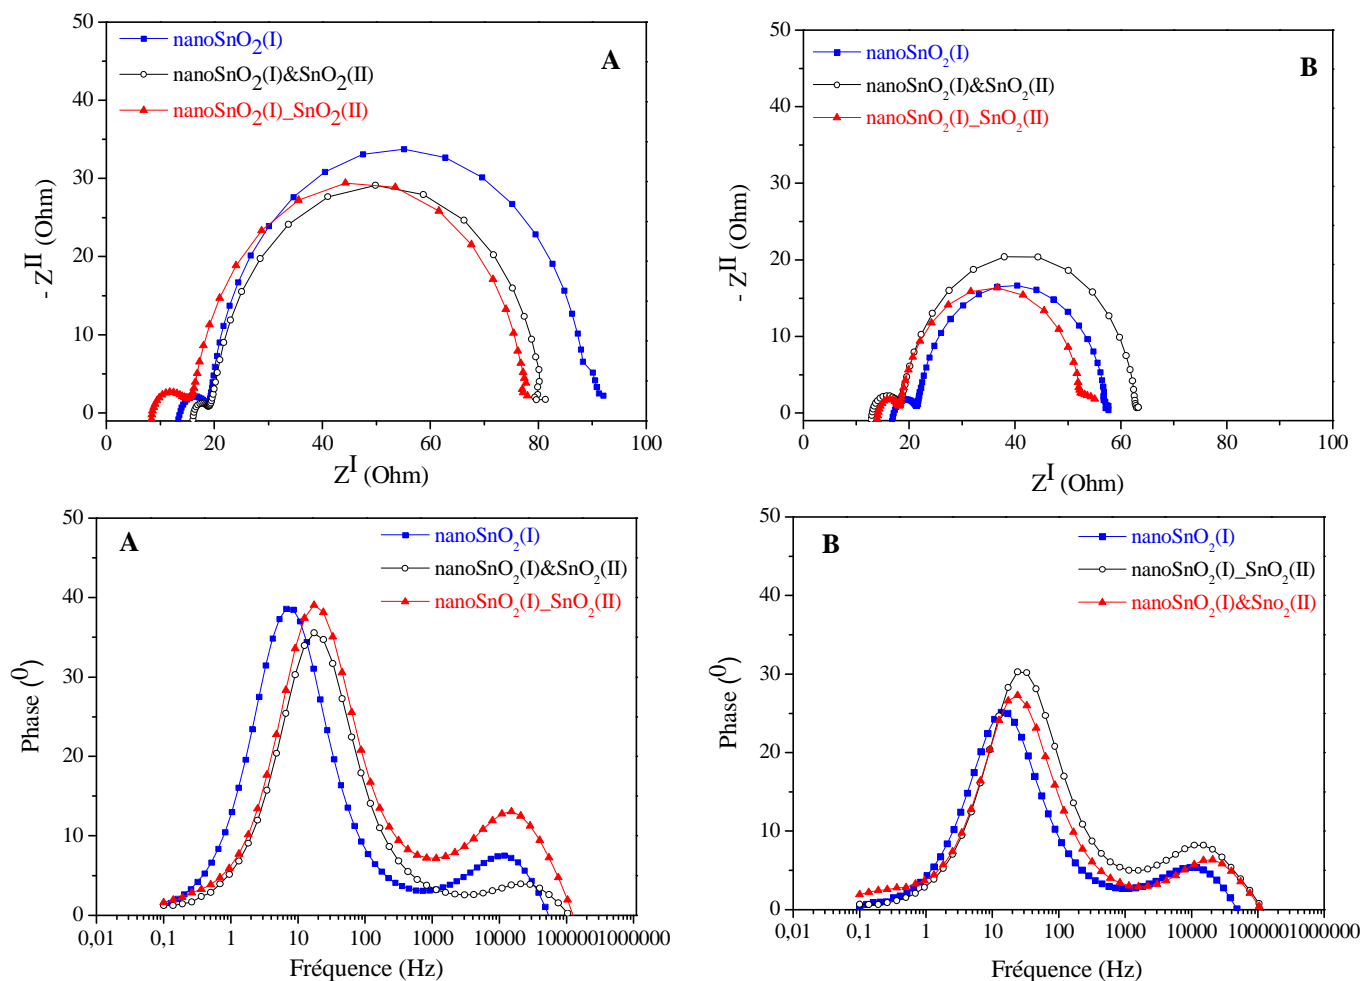 50
40
30
20
10
0
0
20
40
60
80
100
- Z^II (Ohm)
Z^I (Ohm)
nanoSnO2(I)
nanoSnO2(I)&SnO2(II)
nanoSnO2(I)_SnO2(II)
A
50
40
30
20
10
0
0
20
40
60
80
100
- Z^II (Ohm)
Z^I (Ohm)
nanoSnO2(I)
nanoSnO2(I)&SnO2(II)
nanoSnO2(I)_SnO2(II)
B
50
40
30
20
10
0
0,01
0,1
1
10
100
1000
10000
100000
1000000
Phase (0)
Fréquence (Hz)
A
nanoSnO2(I)
nanoSnO2(I)&SnO2(II)
nanoSnO2(I)_SnO2(II)
50
40
30
20
10
0
0,01
0,1
1
10
100
1000
10000
100000
1000000
Phase (0)
Fréquence (Hz)
B
nanoSnO2(I)
nanoSnO2(I)_SnO2(II)
nanoSnO2(I)&Sno2(II)